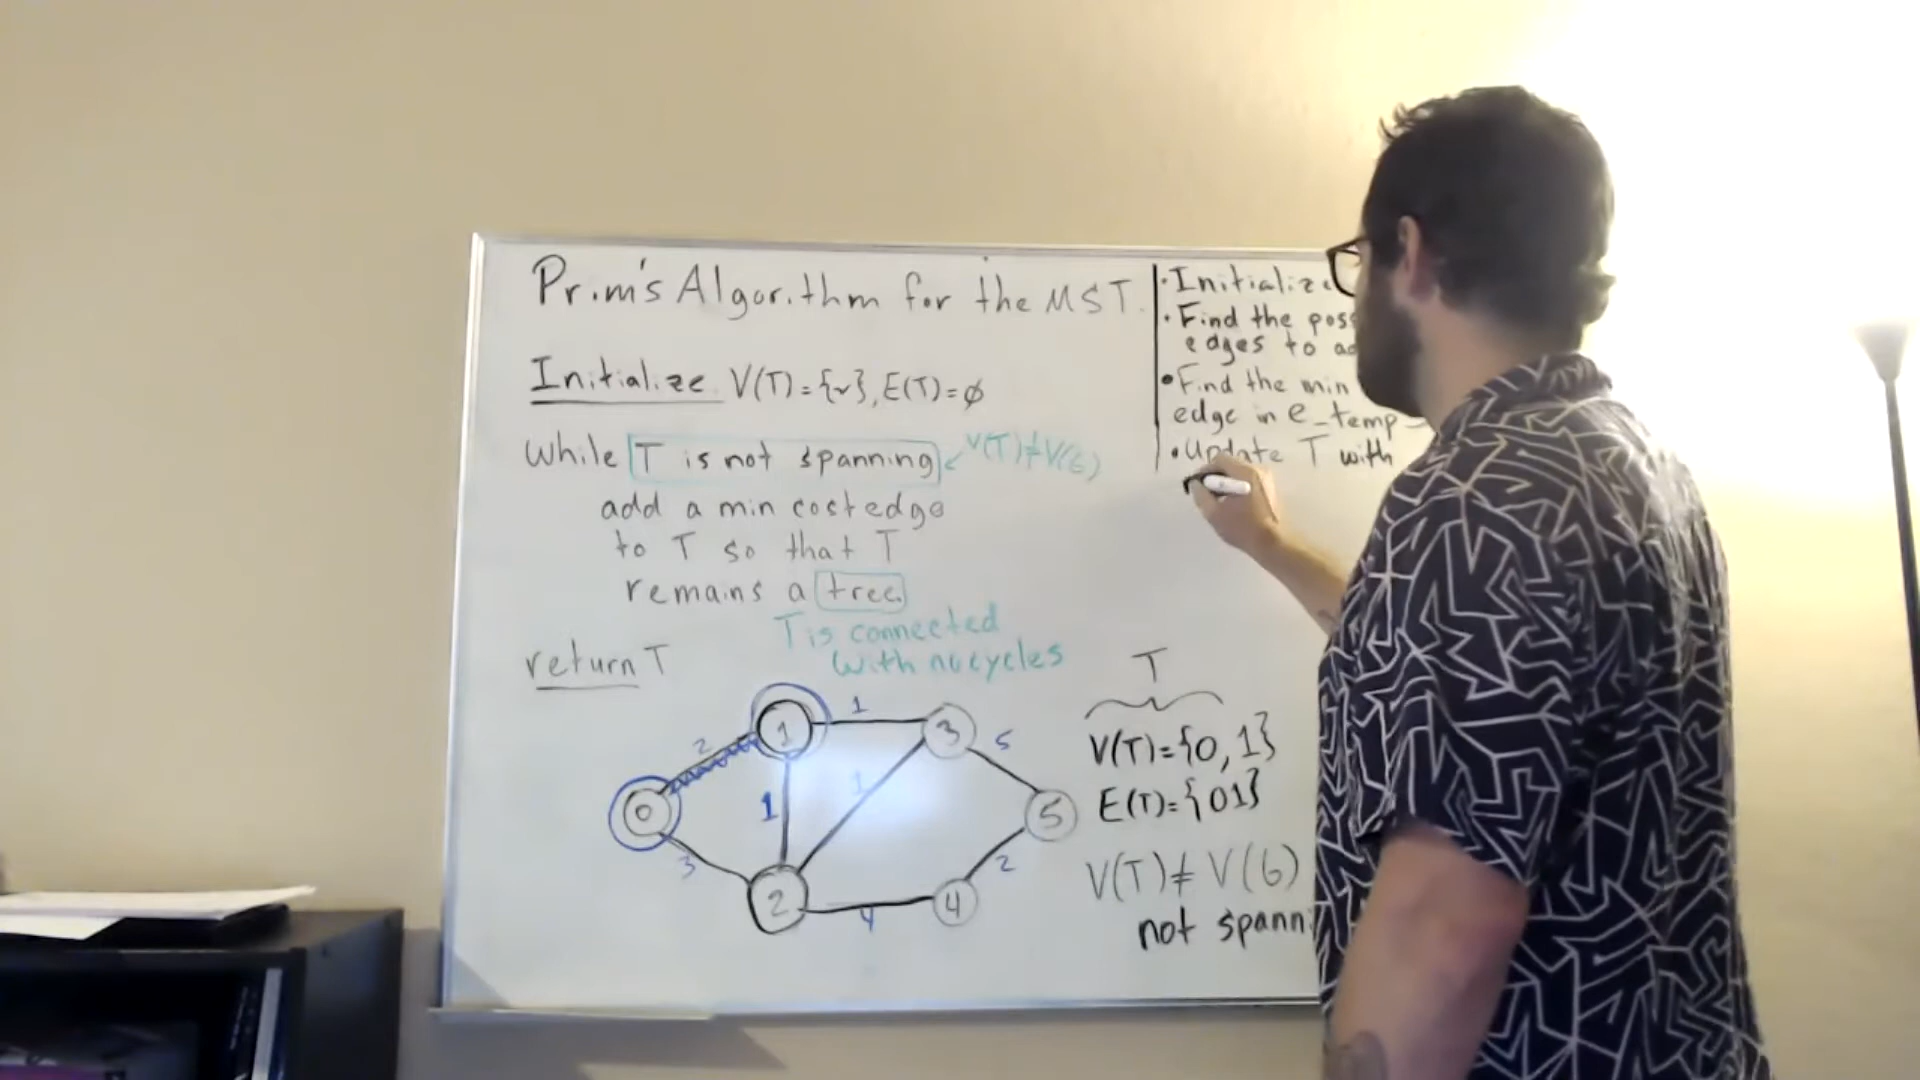 Prim's Algorithm for the MST.
Initialize V(T)={v}, E(T)=∅
While T is not spanning V(T)≠V(G)
add a min cost edge
to T so that T
remains a tree
T is connected
with no cycles
return T
• Initialize
• Find the
edges to
• Find the min
edge in e_temp
• Update T with
0
1
2
3
4
5
2
3
1
1
1
4
5
2
T
V(T)={0, 1}
E(T)={01}
V(T)≠V(G)
not